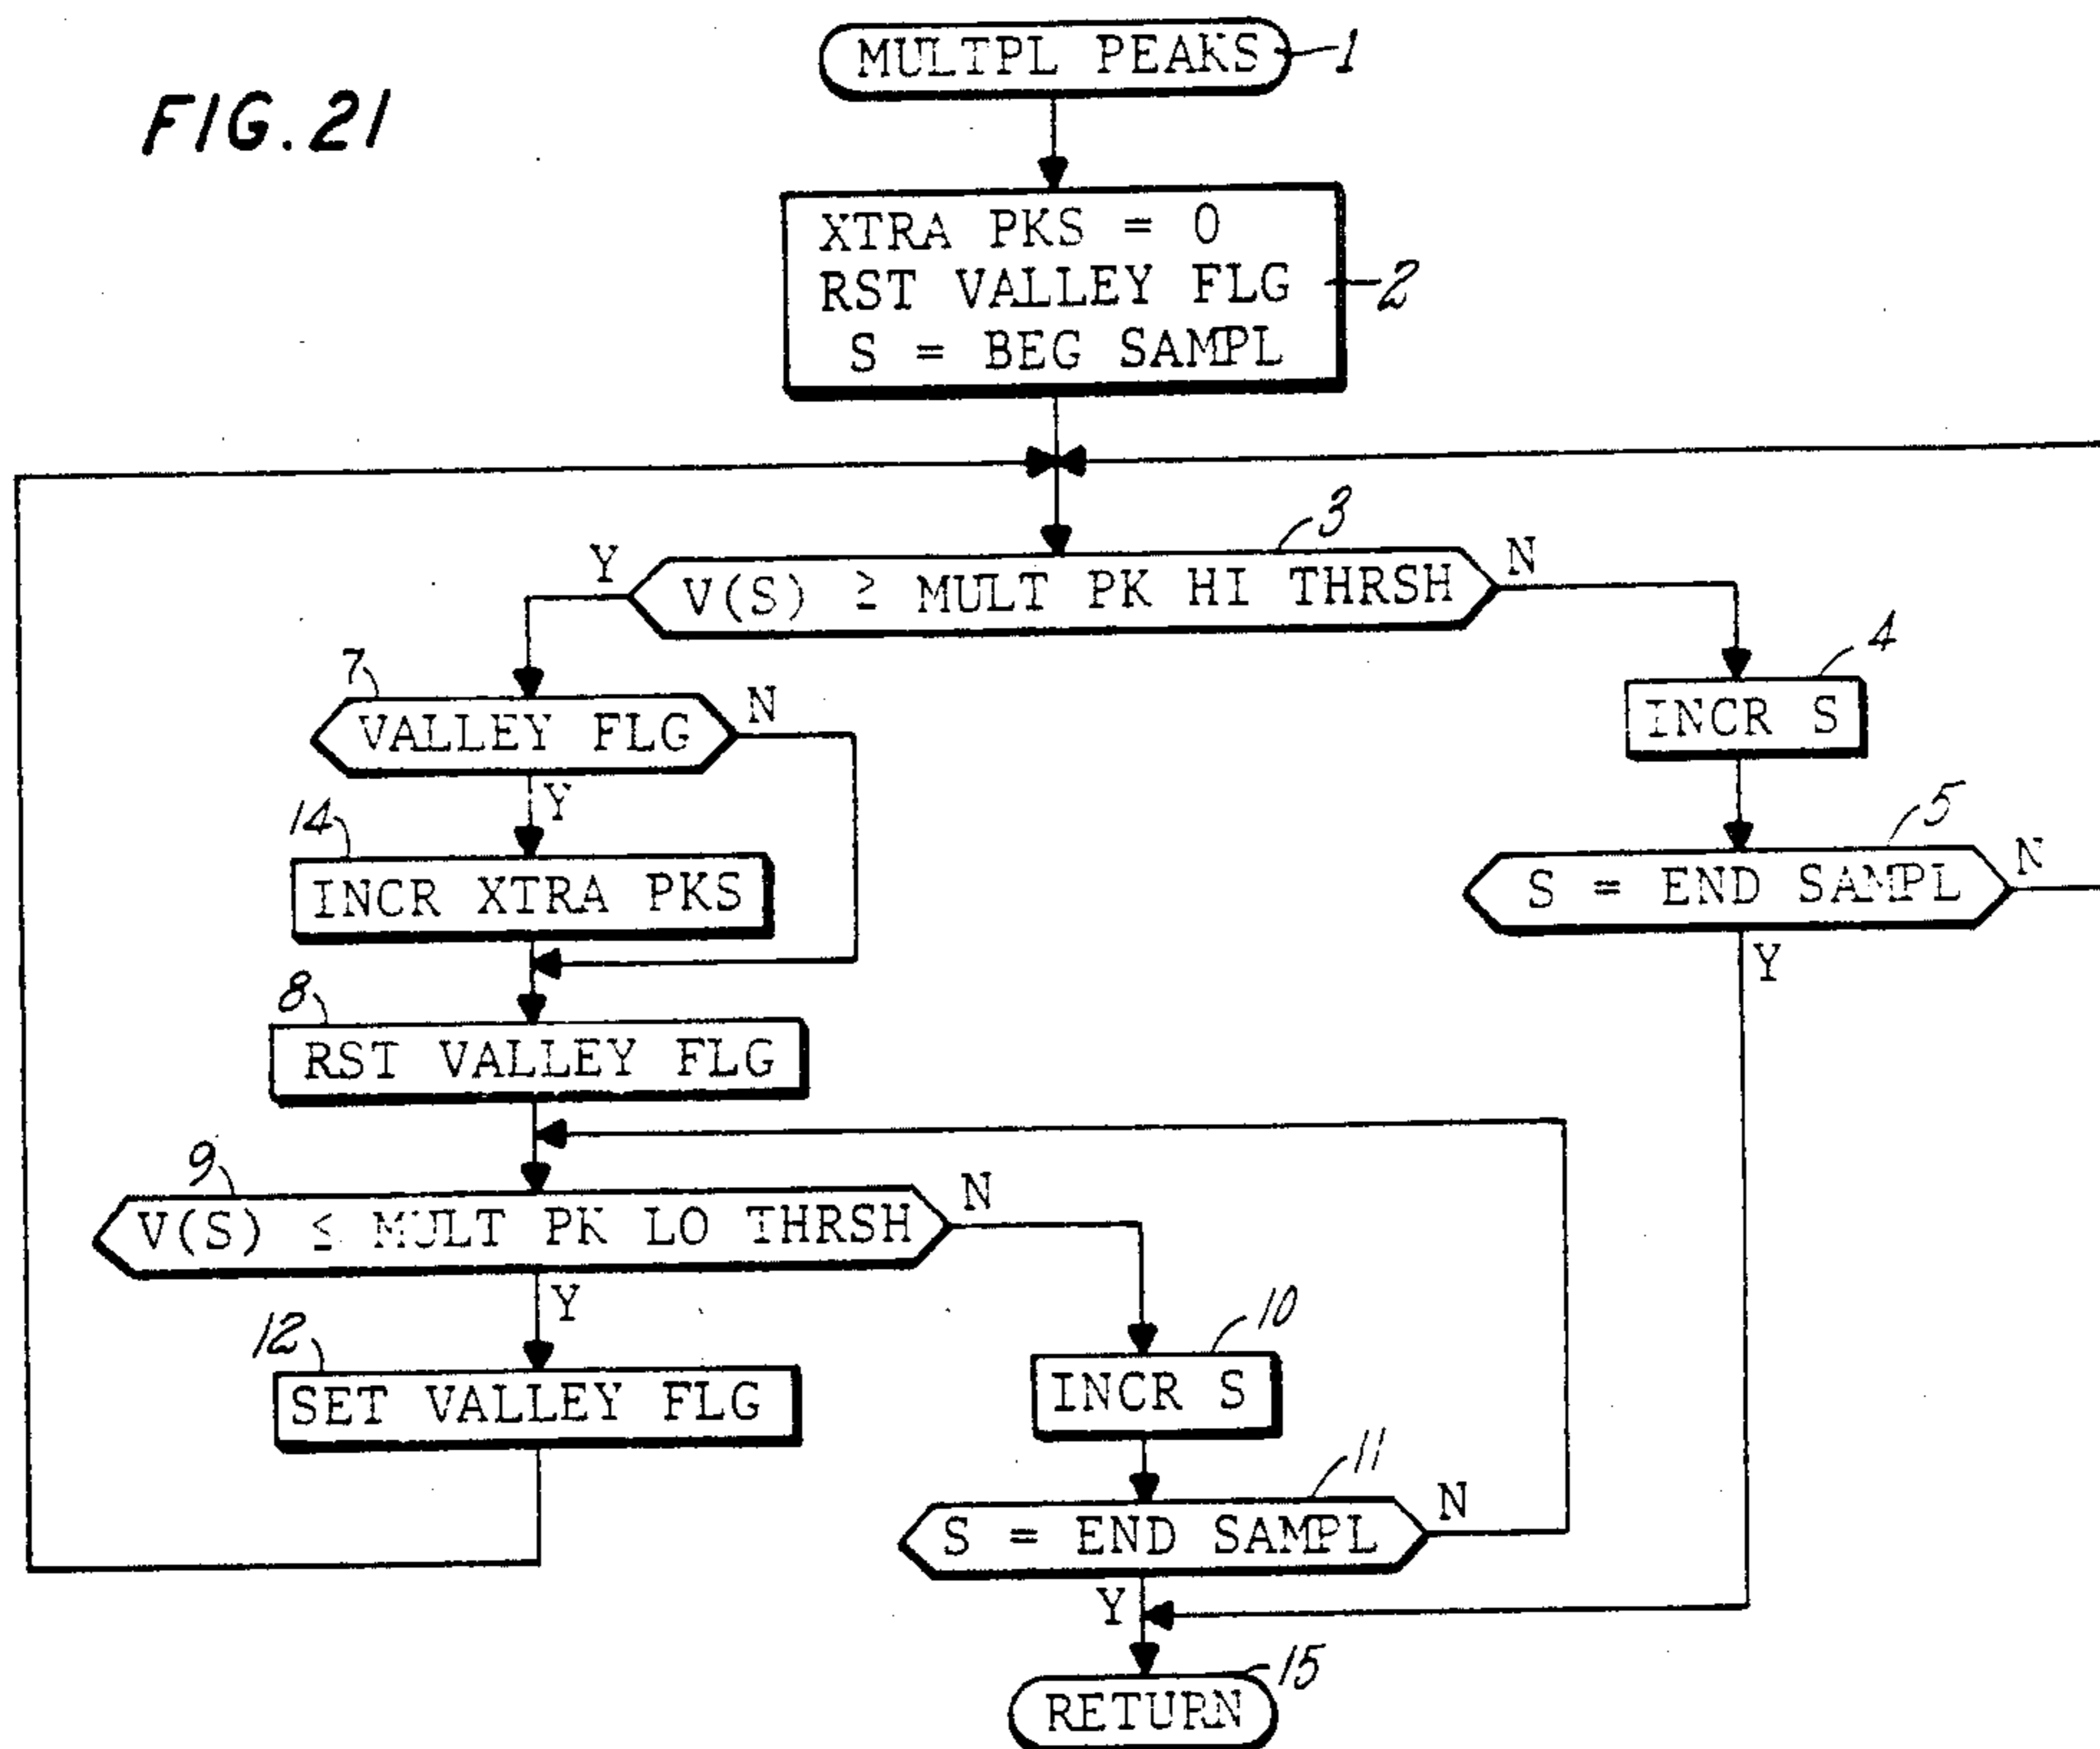 FIG. 21
MULTPL PEAKS
1
XTRA PKS = 0
RST VALLEY FLG
S = BEG SAMPL
2
3
Y
V(S) ≥ MULT PK HI THRSH
N
4
INCR S
7
VALLEY FLG
N
Y
5
S = END SAMPL
N
Y
14
INCR XTRA PKS
8
RST VALLEY FLG
9
V(S) ≤ MULT PK LO THRSH
N
Y
10
INCR S
12
SET VALLEY FLG
11
S = END SAMPL
N
Y
15
RETURN